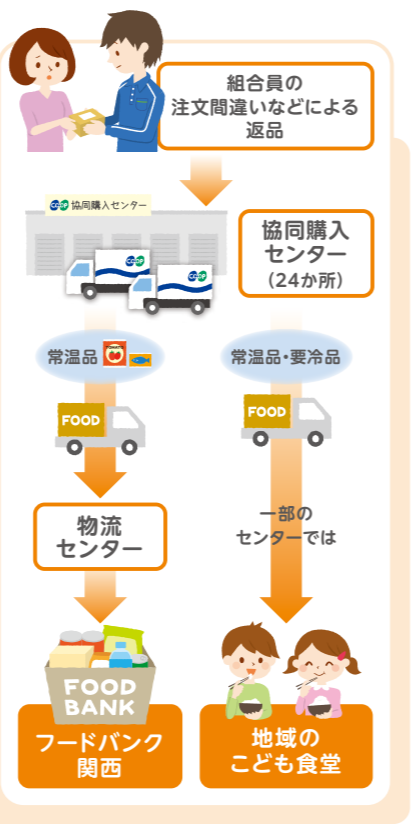 組合員の
注文間違いなどによる
返品
COOP 協同購入センター
COOP
COOP
協同購入
センター
(24か所)
常温品
TOMATO
常温品・要冷品
FOOD
FOOD
物流
センター
一部の
センターでは
FOOD
BANK
フードバンク
関西
地域の
こども食堂